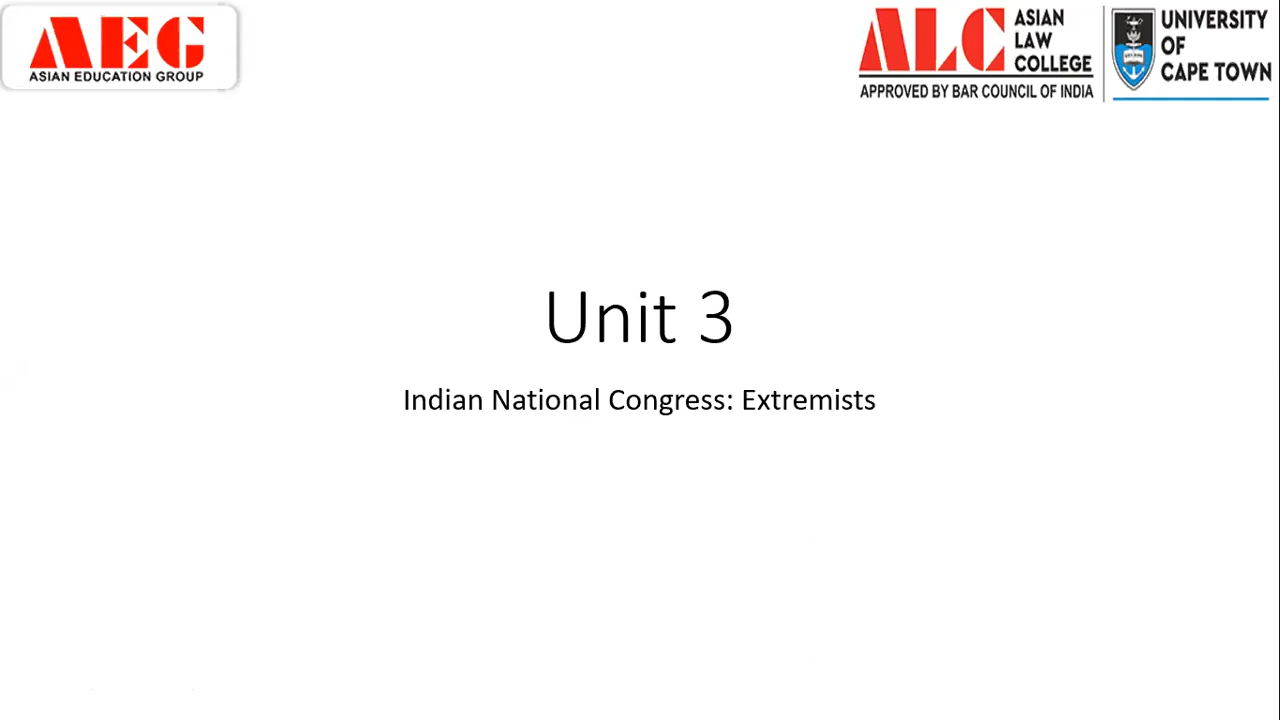 AEG
ASIAN EDUCATION GROUP
ALC
ASIAN
LAW
COLLEGE
APPROVED BY BAR COUNCIL OF INDIA
UNIVERSITY
OF
CAPE TOWN
Unit 3
Indian National Congress: Extremists